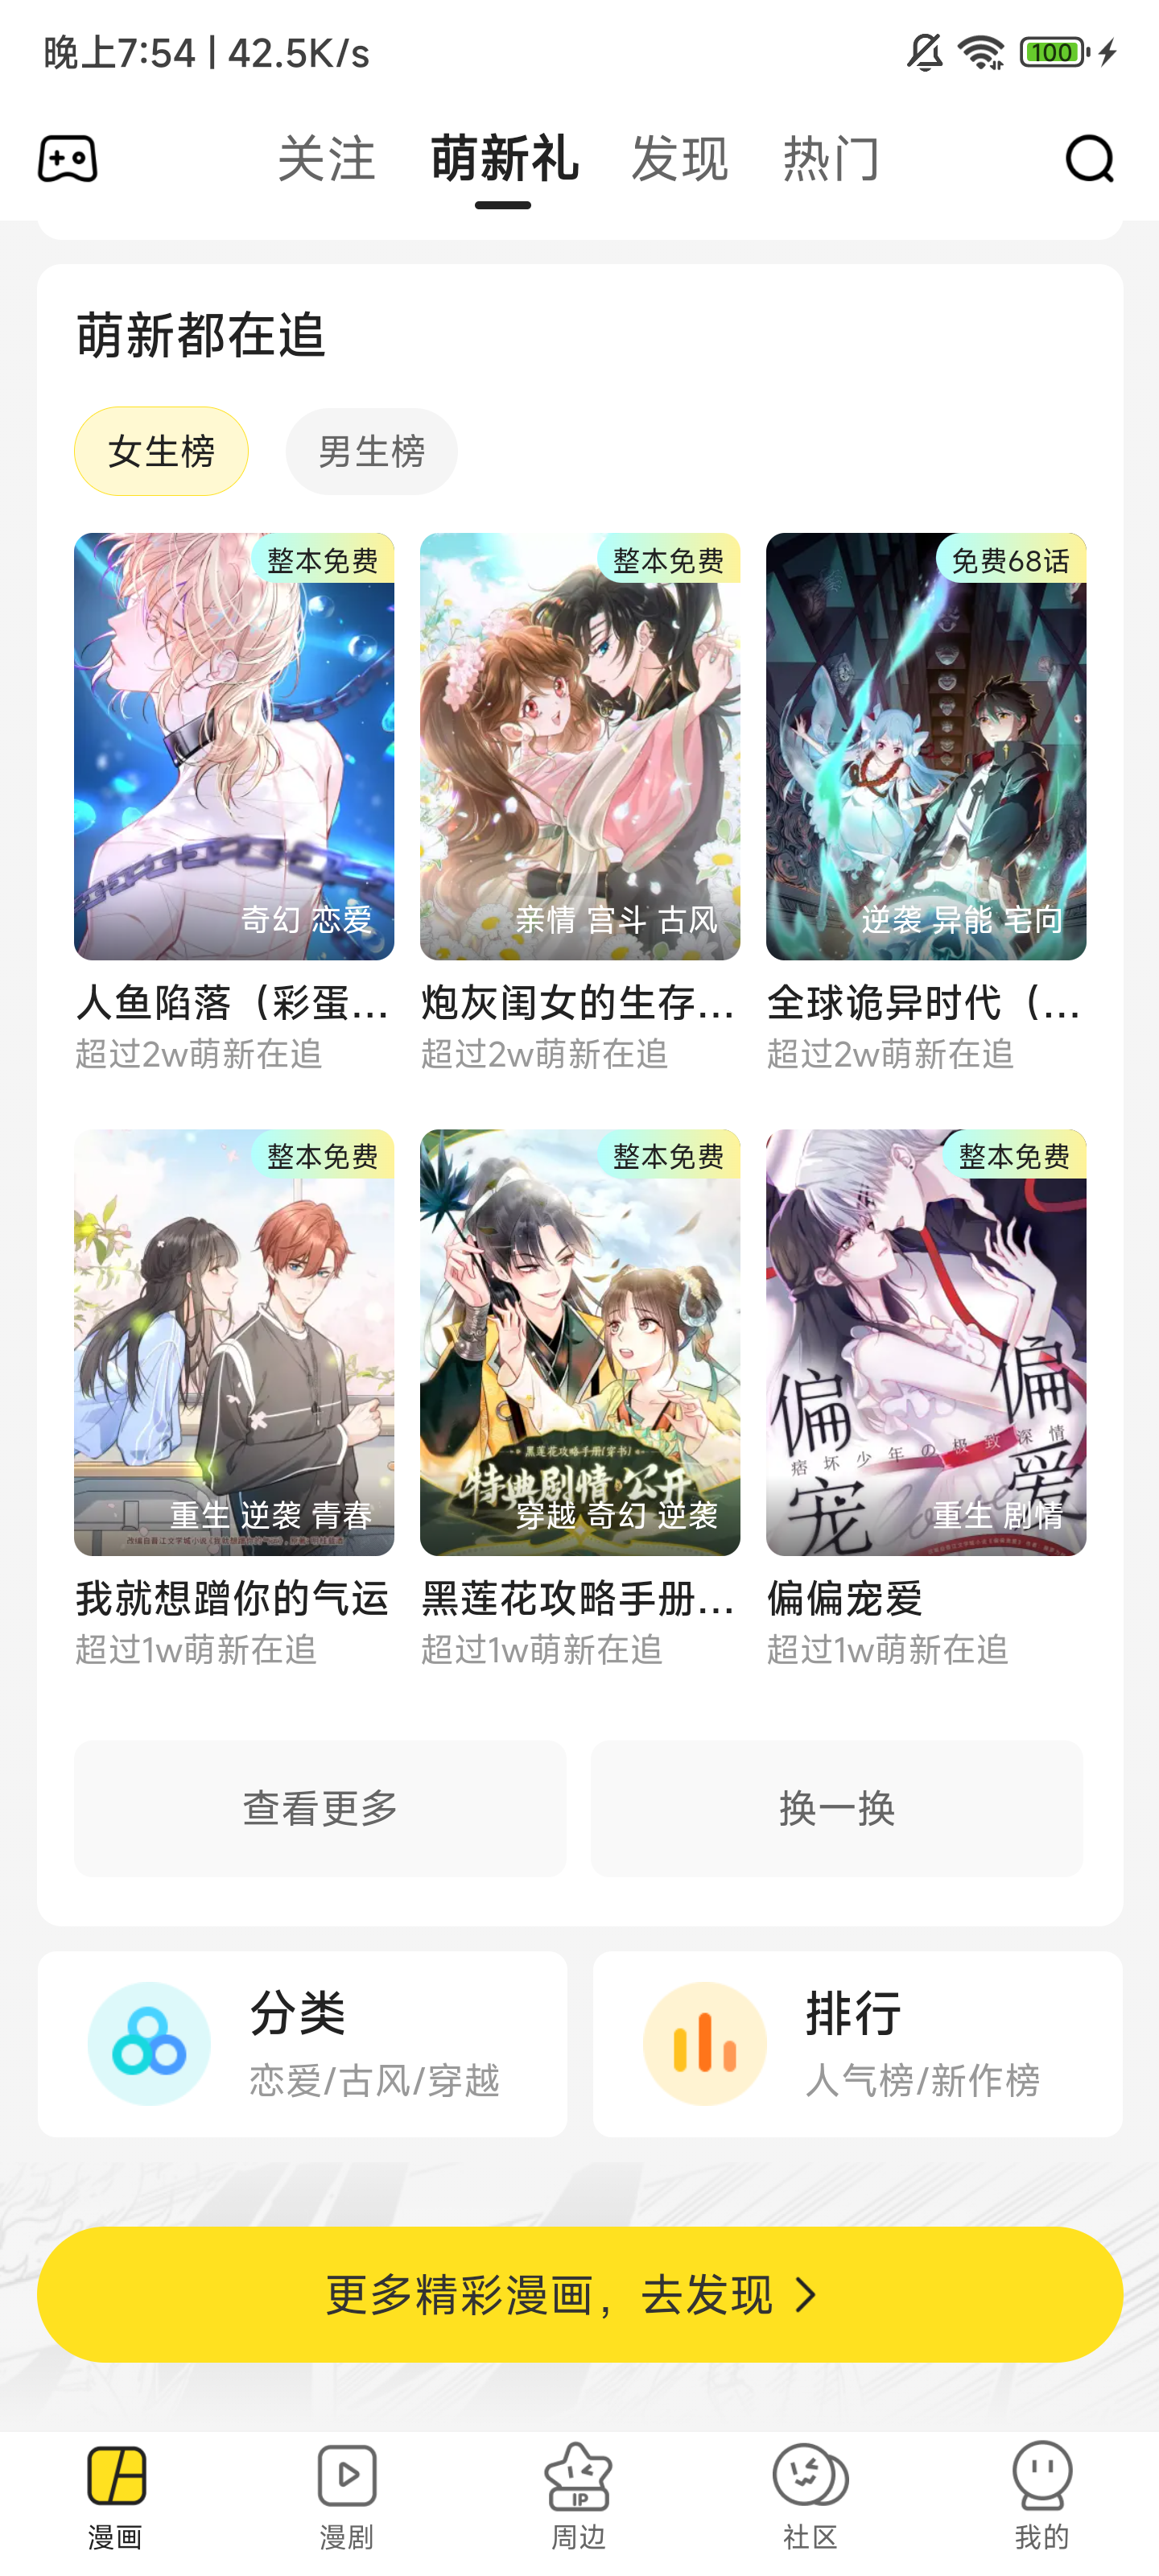 晚上7:54 | 42.5K/s
100
关注 萌新礼 发现 热门
萌新都在追
女生榜 男生榜
整本免费 整本免费 免费68话
奇幻 恋爱 亲情 宫斗 古风 逆袭 异能 宅向
人鱼陷落（彩蛋... 炮灰闺女的生存... 全球诡异时代（...
超过2w萌新在追 超过2w萌新在追 超过2w萌新在追
整本免费 整本免费 整本免费
偏偏
宠爱
痞坏少年の极致深情
黑莲花攻略手册(穿书)
特典剧情·公开
重生 逆袭 青春 穿越 奇幻 逆袭 重生 剧情
我就想蹭你的气运 黑莲花攻略手册... 偏偏宠爱
超过1w萌新在追 超过1w萌新在追 超过1w萌新在追
查看更多 换一换
分类 排行
恋爱/古风/穿越 人气榜/新作榜
更多精彩漫画，去发现
IP
漫画 漫剧 周边 社区 我的